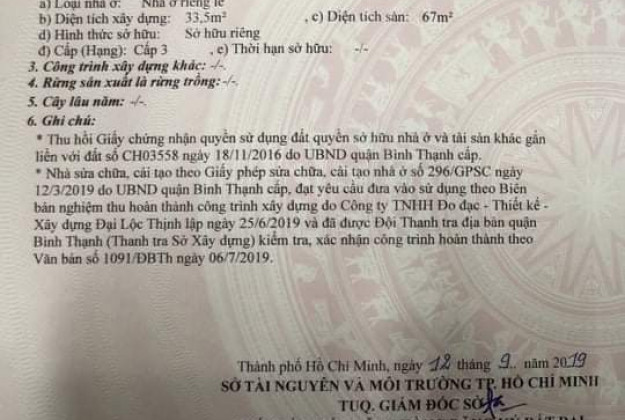 a) Loại nhà ở: Nhà ở riêng lẻ
b) Diện tích xây dựng: 33,5m² , c) Diện tích sàn: 67m²
d) Hình thức sở hữu: Sở hữu riêng
đ) Cấp (Hạng): Cấp 3 , e) Thời hạn sở hữu: -/-
3. Công trình xây dựng khác: -/-.
4. Rừng sản xuất là rừng trồng: -/-.
5. Cây lâu năm: -/-.
6. Ghi chú:
* Thu hồi Giấy chứng nhận quyền sử dụng đất quyền sở hữu nhà ở và tài sản khác gắn
liền với đất số CH03558 ngày 18/11/2016 do UBND quận Bình Thạnh cấp.
*Nhà sửa chữa, cải tạo theo Giấy phép sửa chữa, cải tạo nhà ở số 296/GPSC ngày
12/3/2019 do UBND quận Bình Thạnh cấp, đạt yêu cầu đưa vào sử dụng theo Biên
bản nghiệm thu hoàn thành công trình xây dựng do Công ty TNHH Đo đạc - Thiết kế -
Xây dựng Đại Lộc Thịnh lập ngày 25/6/2019 và đã được Đội Thanh tra địa bàn quận
Bình Thạnh (Thanh tra Sở Xây dựng) kiểm tra, xác nhận công trình hoàn thành theo
Văn bản số 1091/ĐBTh ngày 06/7/2019.
Thành phố Hồ Chí Minh, ngày 12 tháng 9 năm 2019
SỞ TÀI NGUYÊN VÀ MÔI TRƯỜNG TP. HỒ CHÍ MINH
TUQ. GIÁM ĐỐC SỞ